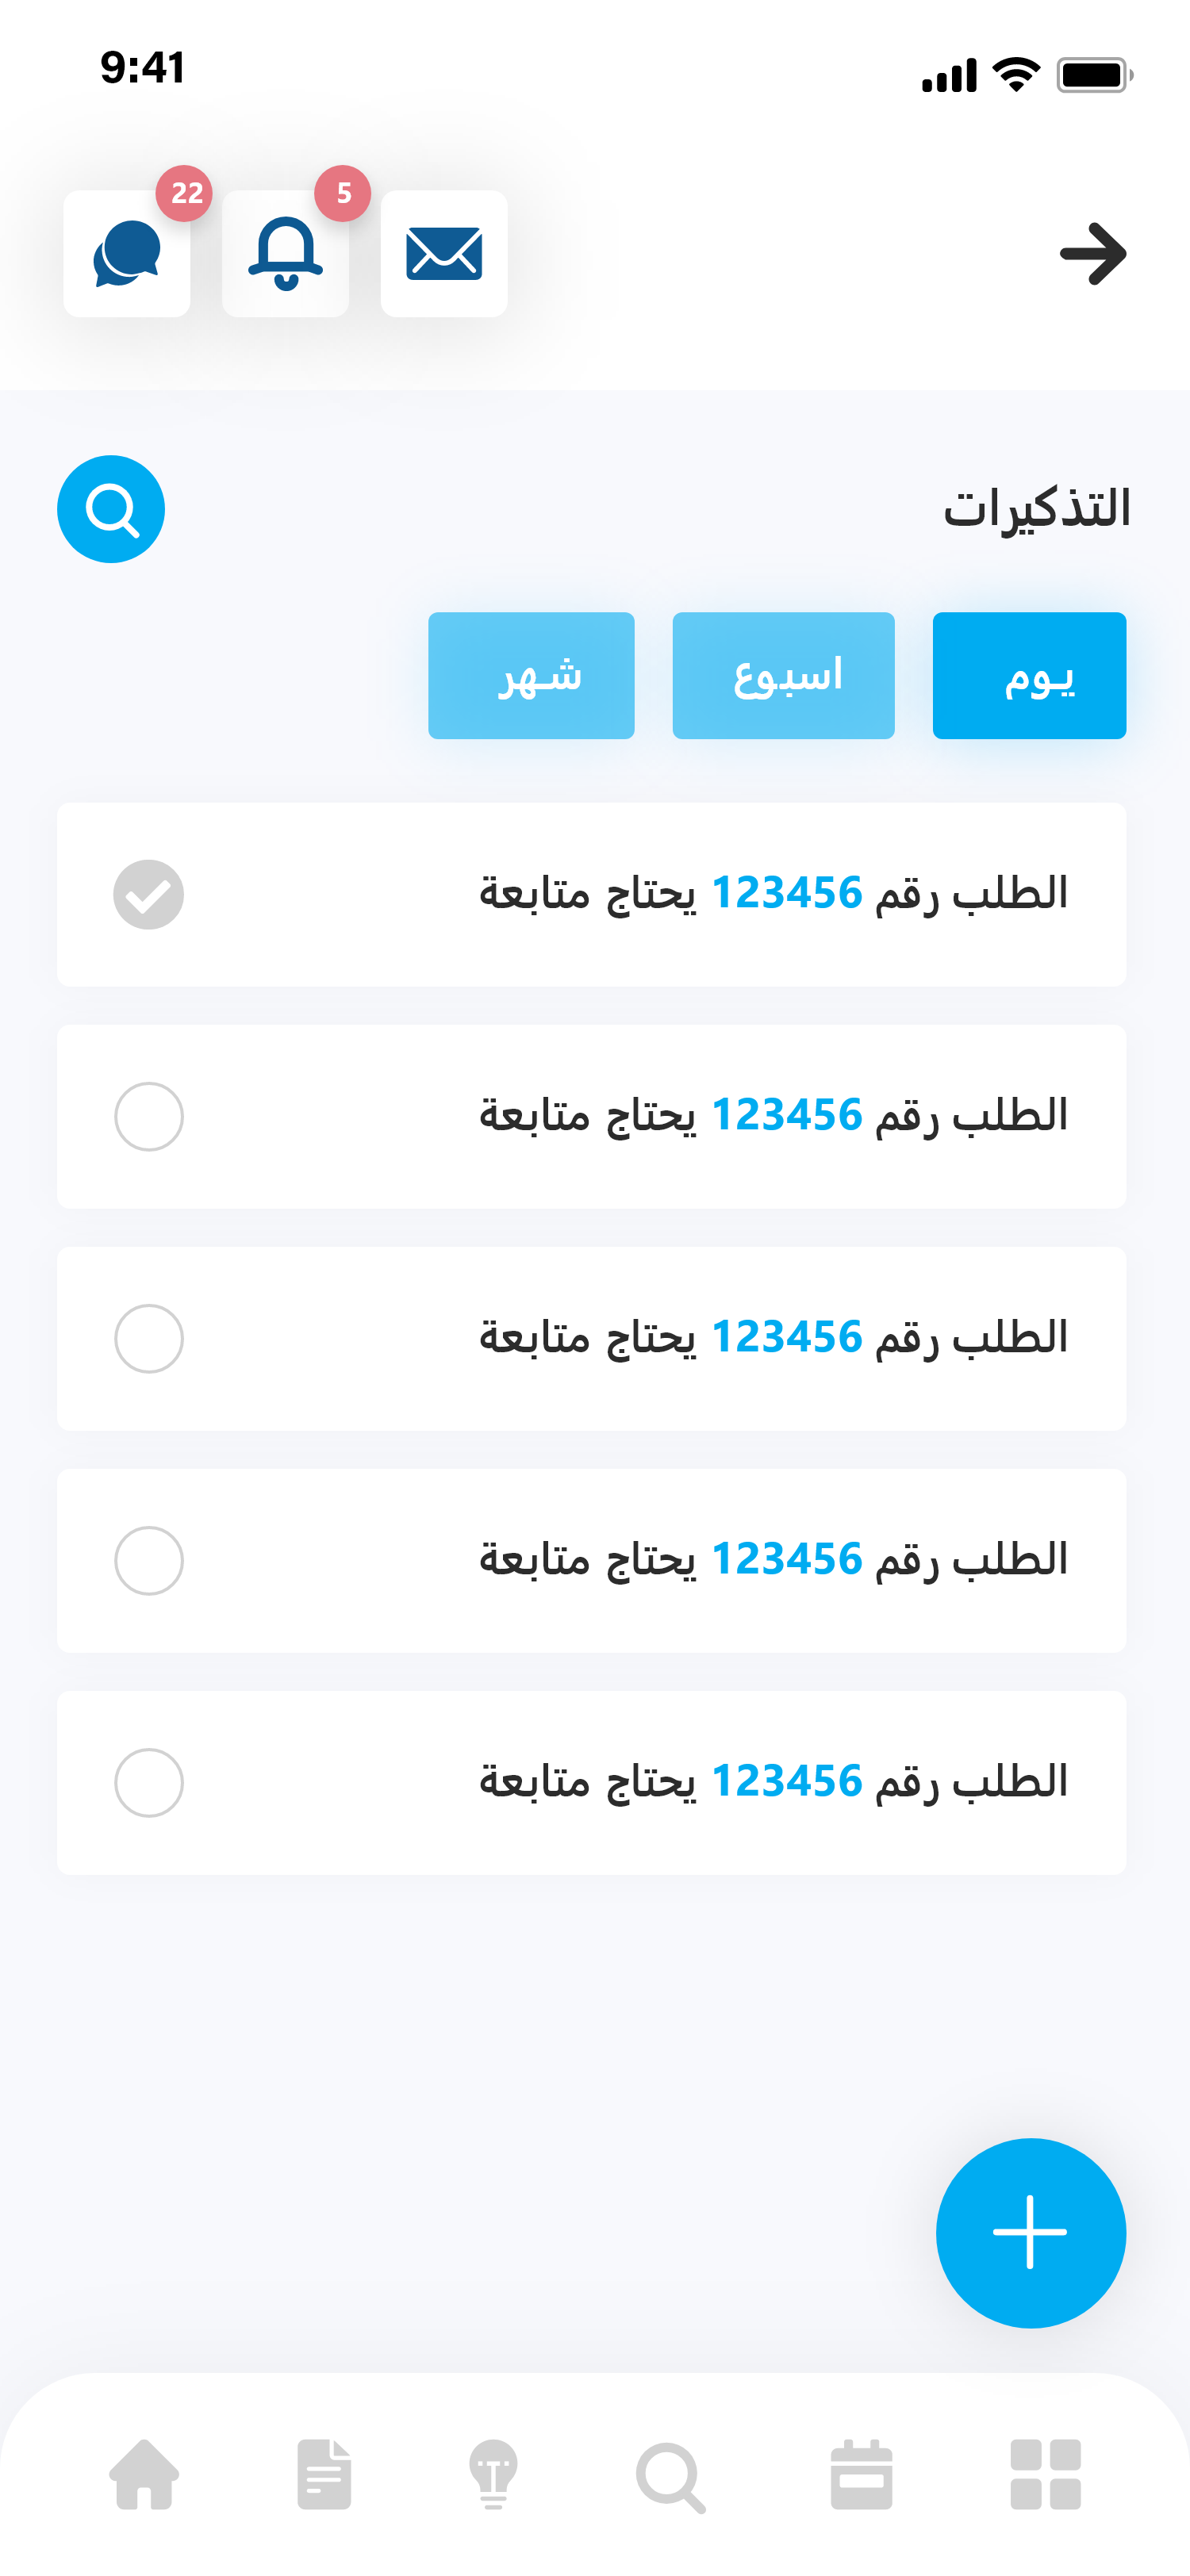 9:41
22
5
التذكيرات
يوم
اسبوع
شهر
الطلب رقم 123456 يحتاج متابعة
الطلب رقم 123456 يحتاج متابعة
الطلب رقم 123456 يحتاج متابعة
الطلب رقم 123456 يحتاج متابعة
الطلب رقم 123456 يحتاج متابعة